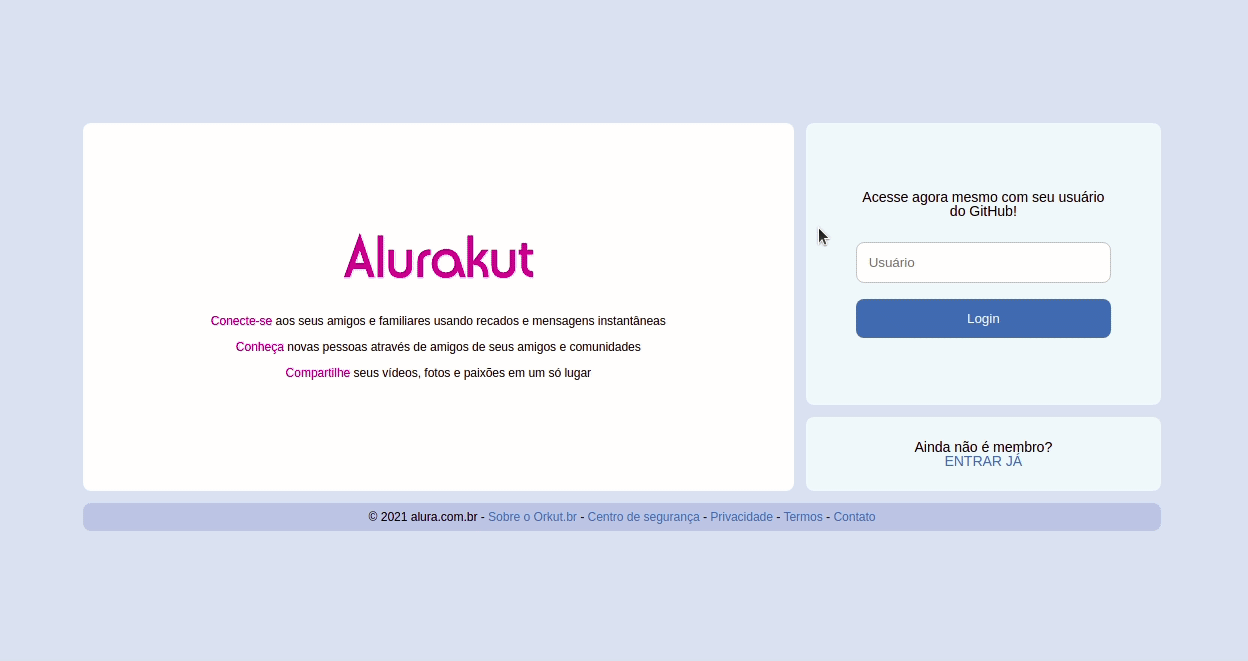 Alurakut
Conecte-se aos seus amigos e familiares usando recados e mensagens instantâneas
Conheça novas pessoas através de amigos de seus amigos e comunidades
Compartilhe seus vídeos, fotos e paixões em um só lugar
Acesse agora mesmo com seu usuário
do GitHub!
Usuário
Login
Ainda não é membro?
ENTRAR JÁ
© 2021 alura.com.br - Sobre o Orkut.br - Centro de segurança - Privacidade - Termos - Contato